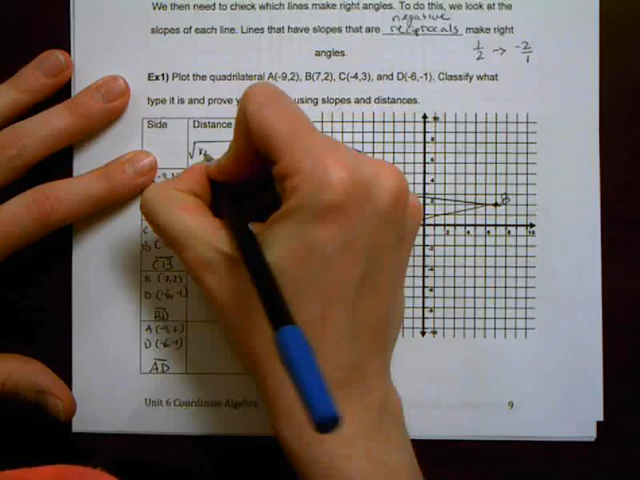 We then need to check which lines make right angles. To do this, we look at the
slopes of each line. Lines that have slopes that are negative reciprocals make right
angles.
1/2 → -2/1
Ex1) Plot the quadrilateral A(-9,2), B(7,2), C(-4,3), and D(-6,-1). Classify what
type it is and prove using slopes and distances.
Side Distance
B
C
B (
CB
B (7,2)
D (-6,-1)
BD
A (-9,2)
D (-6,-1)
AD
Unit 6 Coordinate Algebra 9